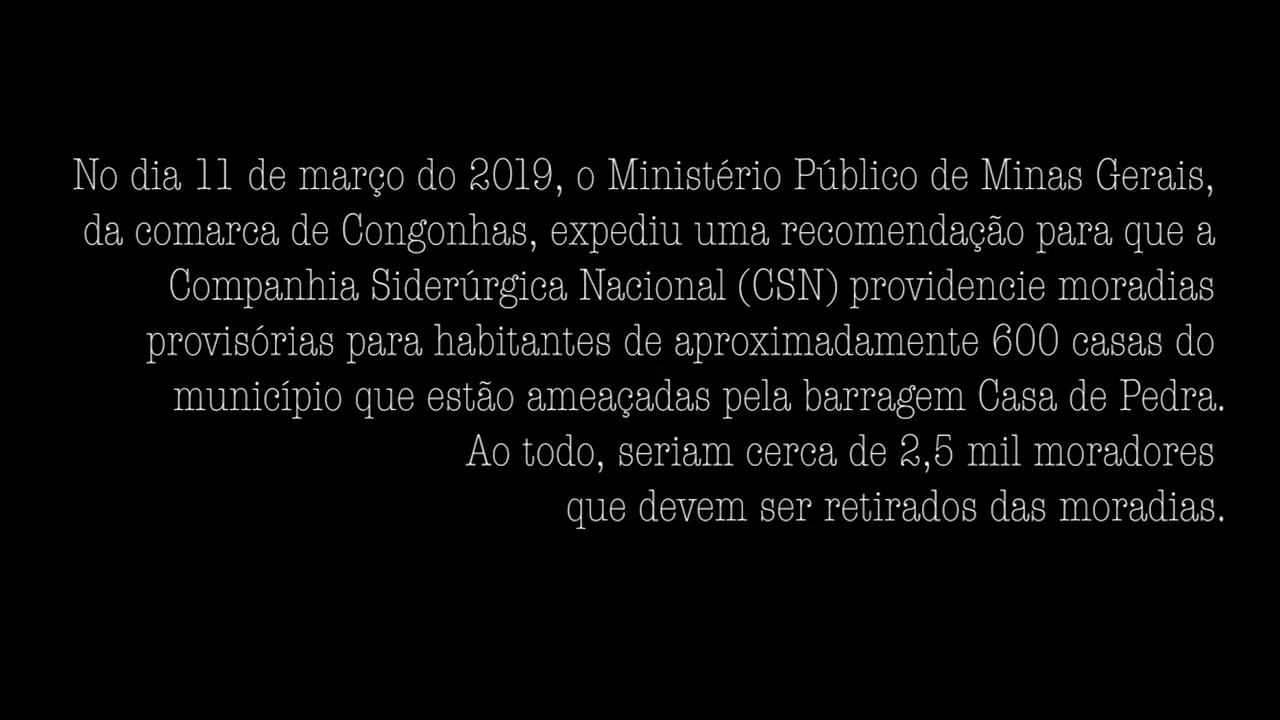 No dia 11 de março do 2019, o Ministério Público de Minas Gerais,
da comarca de Congonhas, expediu uma recomendação para que a
Companhia Siderúrgica Nacional (CSN) providencie moradias
provisórias para habitantes de aproximadamente 600 casas do
município que estão ameaçadas pela barragem Casa de Pedra.
Ao todo, seriam cerca de 2,5 mil moradores
que devem ser retirados das moradias.